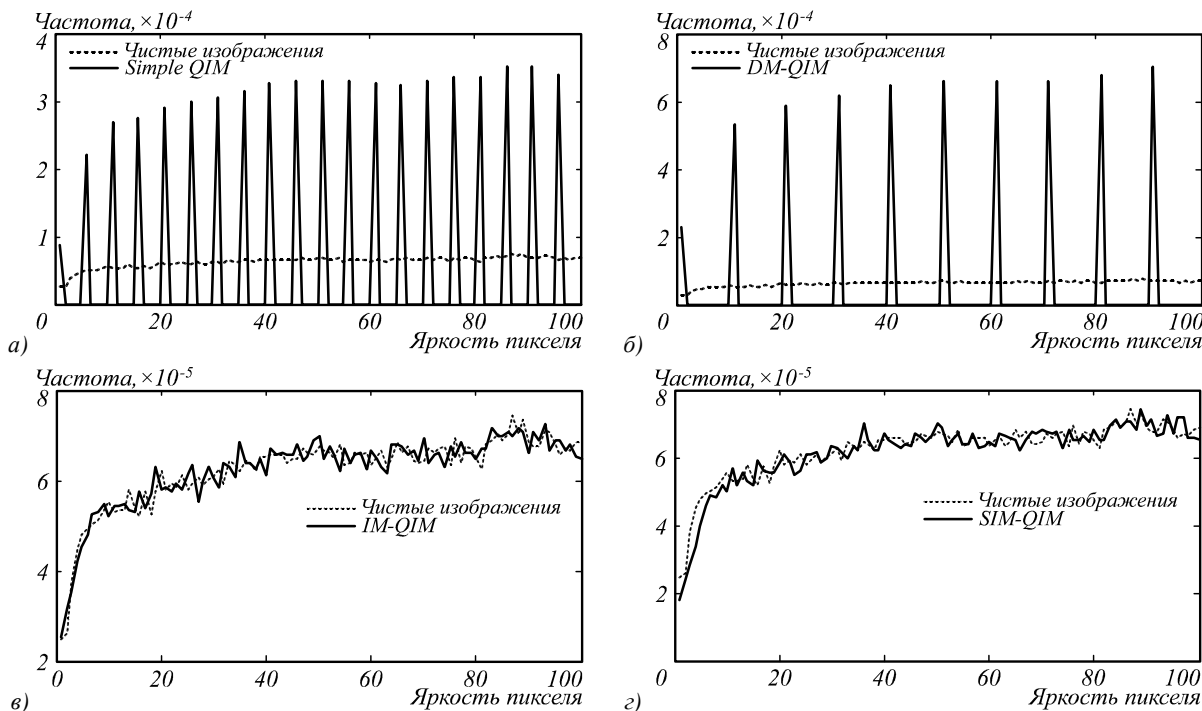 Частота, ×10⁻⁴
4
3
2
1
Чистые изображения
Simple QIM
0 20 40 60 80 100
Яркость пикселя
а)
Частота, ×10⁻⁴
8
6
4
2
Чистые изображения
DM-QIM
0 20 40 60 80 100
Яркость пикселя
б)
Частота, ×10⁻⁵
8
6
4
2
Чистые изображения
IM-QIM
0 20 40 60 80 100
Яркость пикселя
в)
Частота, ×10⁻⁵
8
6
4
2
0
Чистые изображения
SIM-QIM
0 20 40 60 80 100
Яркость пикселя
г)